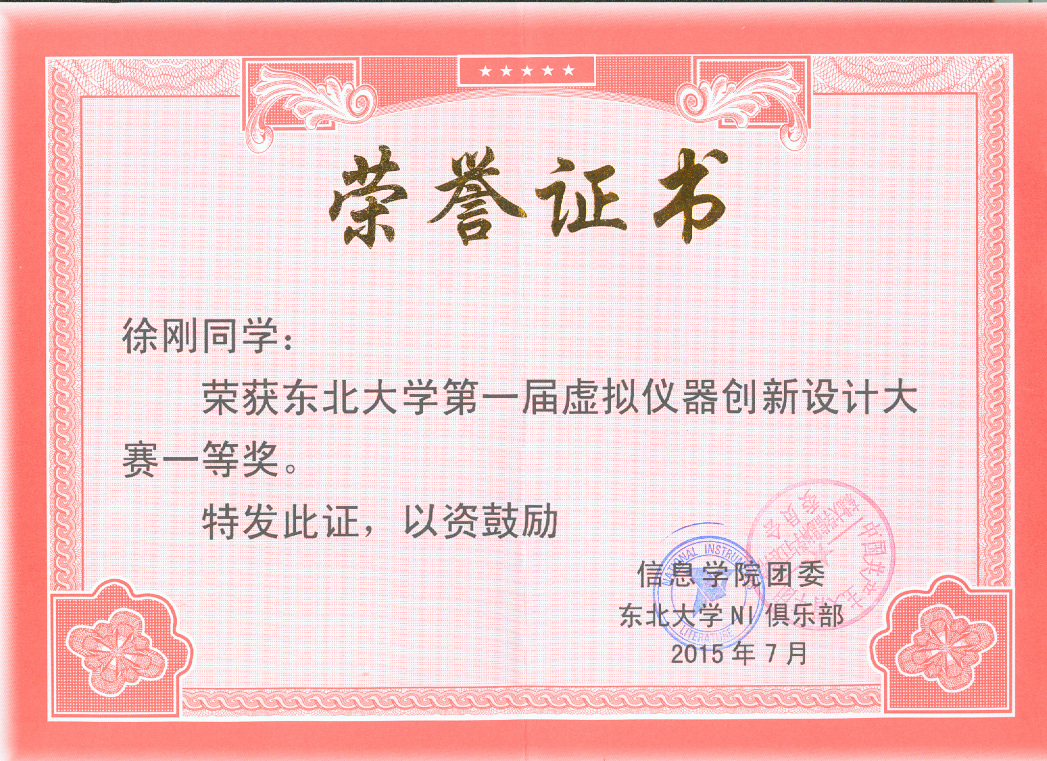 荣誉证书
徐刚同学：
荣获东北大学第一届虚拟仪器创新设计大
赛一等奖。
特发此证，以资鼓励
信息学院团委
东北大学NI俱乐部
2015年7月
NATIONAL INSTRUMENTS